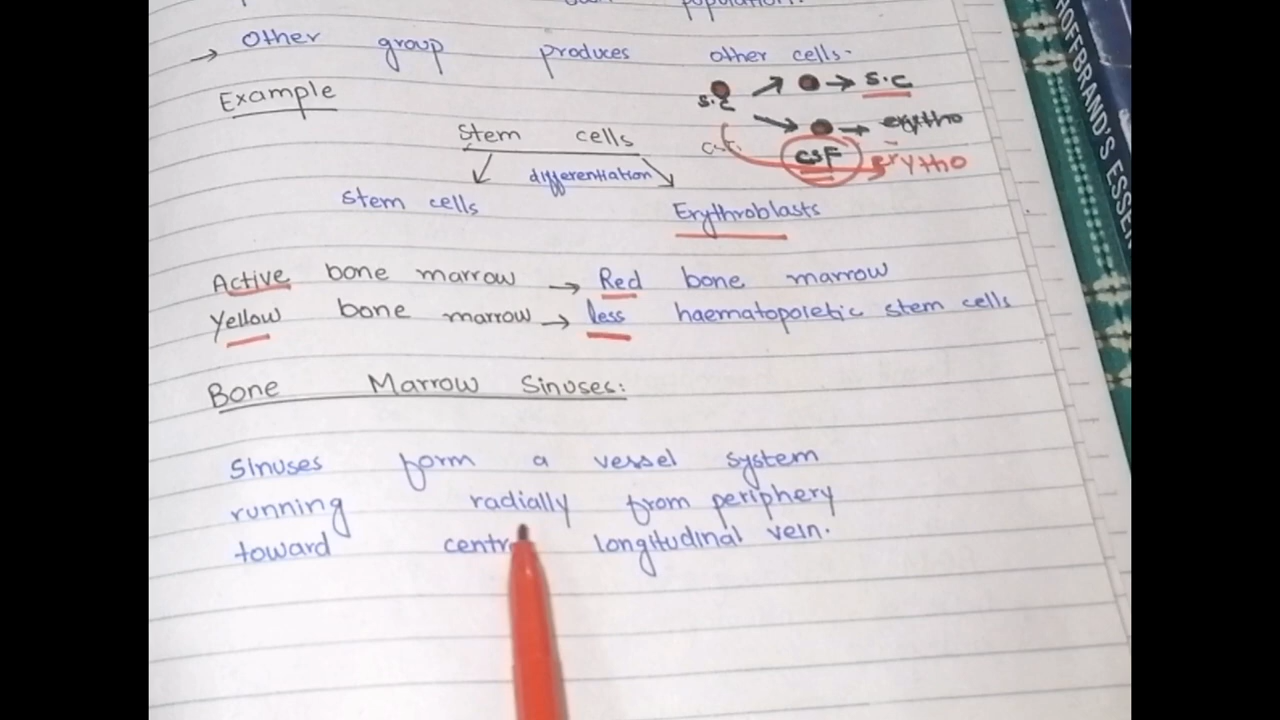 population.
→ Other group produces other cells.
Example
s.c → s.c
→ erytho
CSF erytho
Stem cells
differentiation
Stem cells Erythroblasts
Active bone marrow → Red bone marrow
Yellow bone marrow → less haematopoietic stem cells
Bone Marrow Sinuses:
Sinuses form a vessel system
running radially from periphery
toward longitudinal vein.
HOFFBRAND'S ESSEN